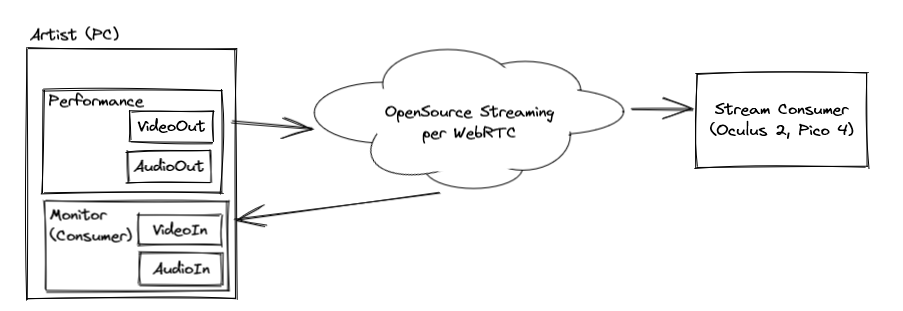 Artist (PC)
Performance
VideoOut
AudioOut
Monitor
(Consumer)
VideoIn
AudioIn
OpenSource Streaming
per WebRTC
Stream Consumer
(Oculus 2, Pico 4)